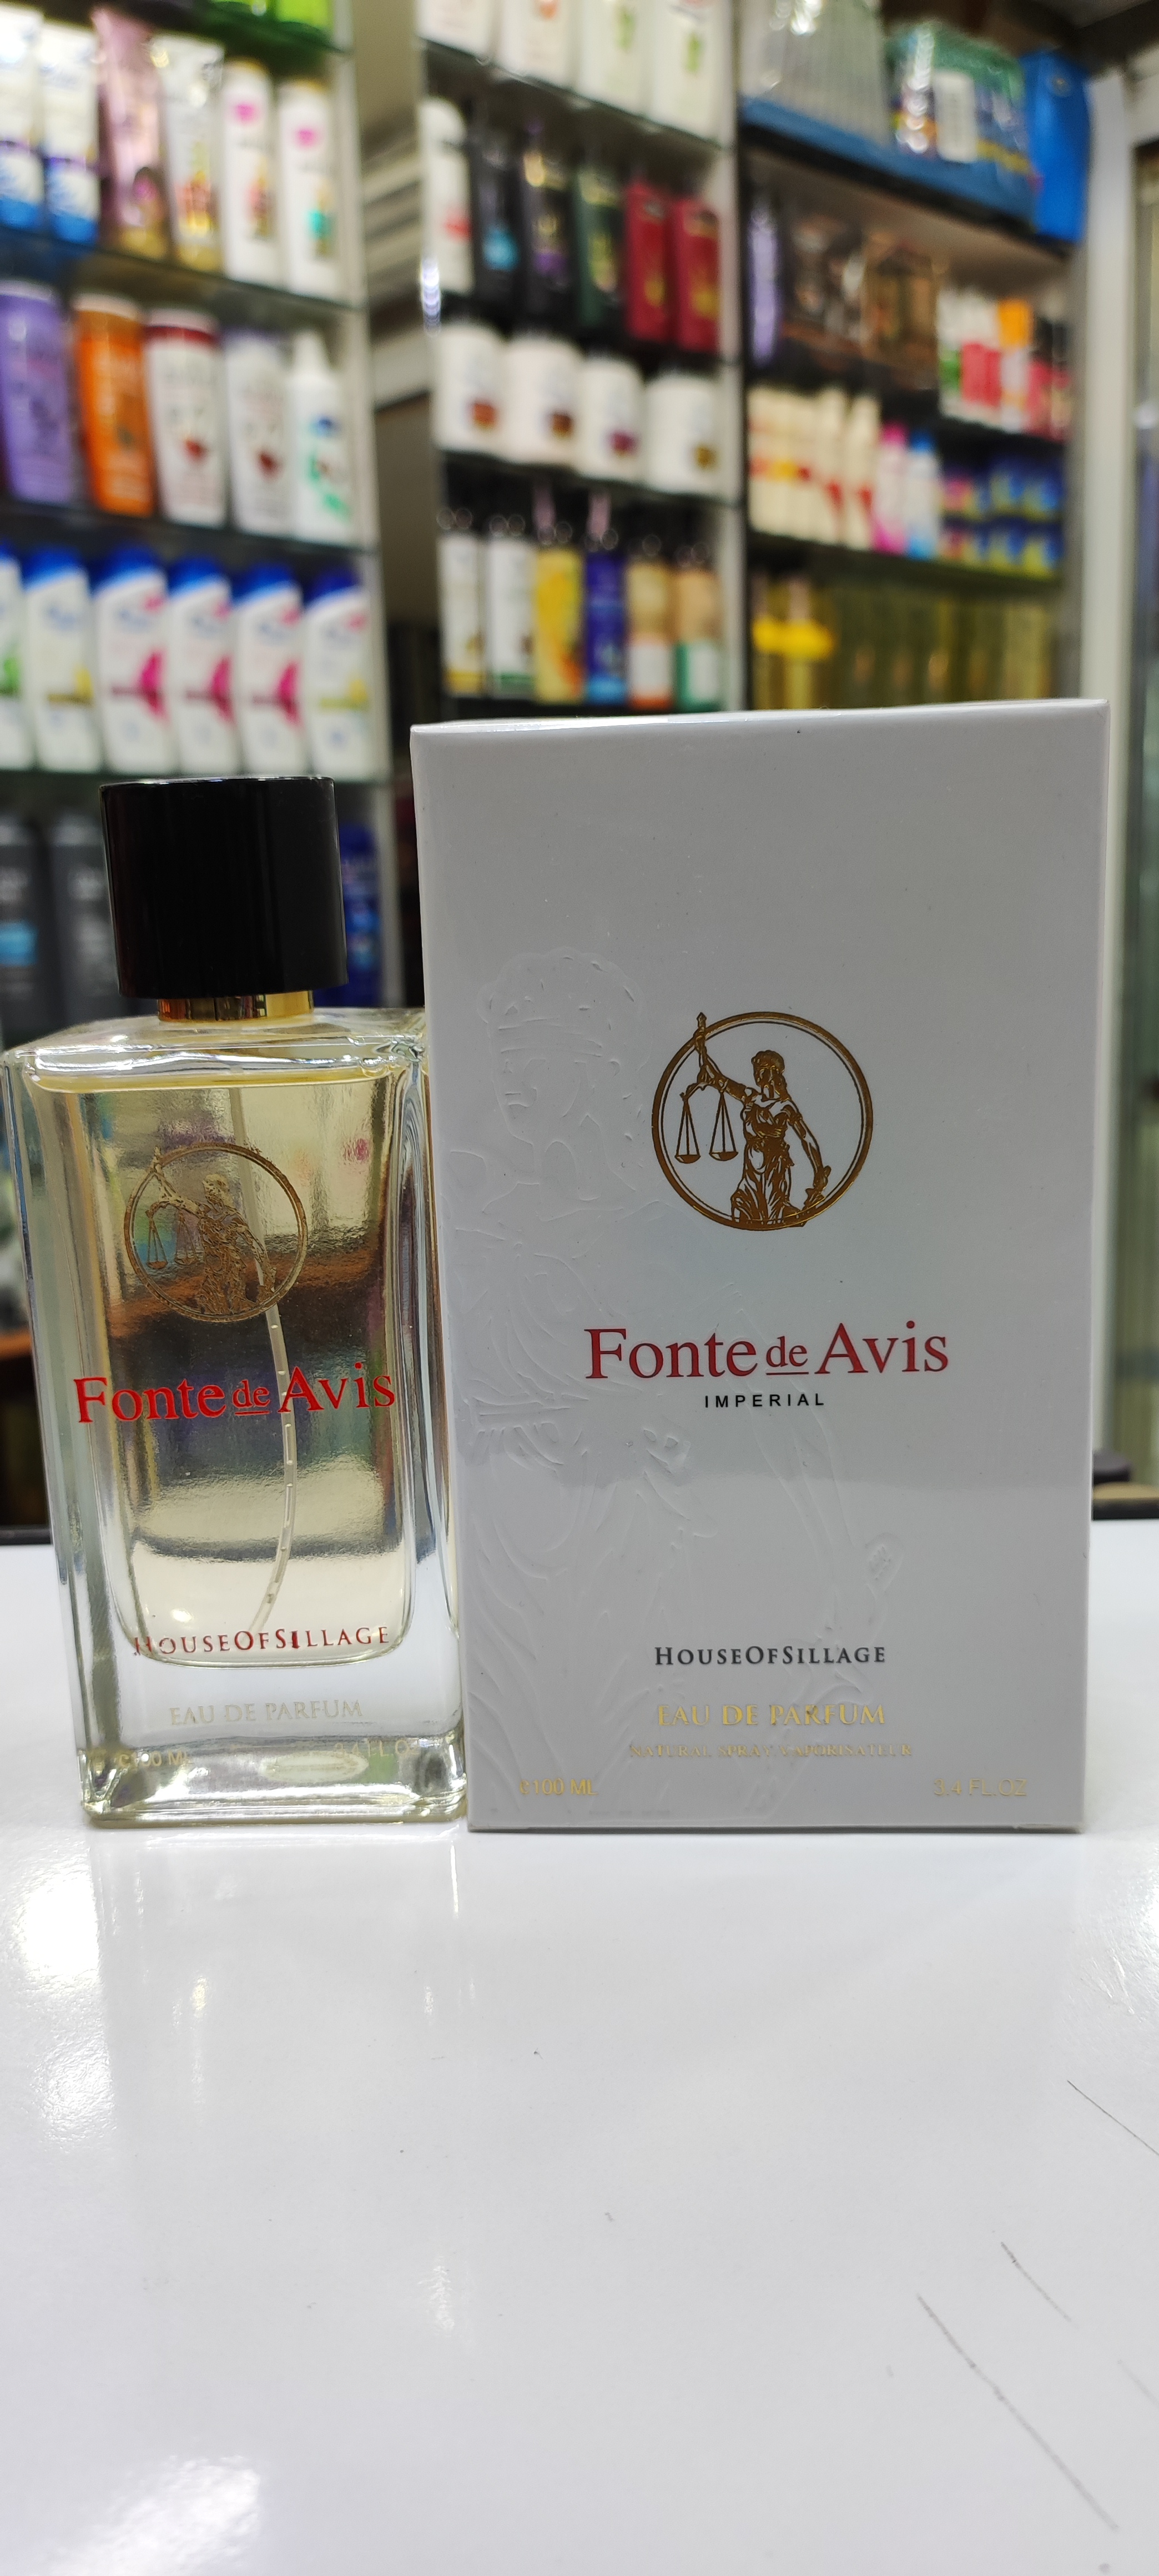 Fonte de Avis
HOUSEOFSILLAGE
EAU DE PARFUM
Fonte de Avis
IMPERIAL
HOUSEOFSILLAGE
EAU DE PARFUM
NATURAL SPRAY VAPORISATEUR
e100 ML
3.4 FL.OZ